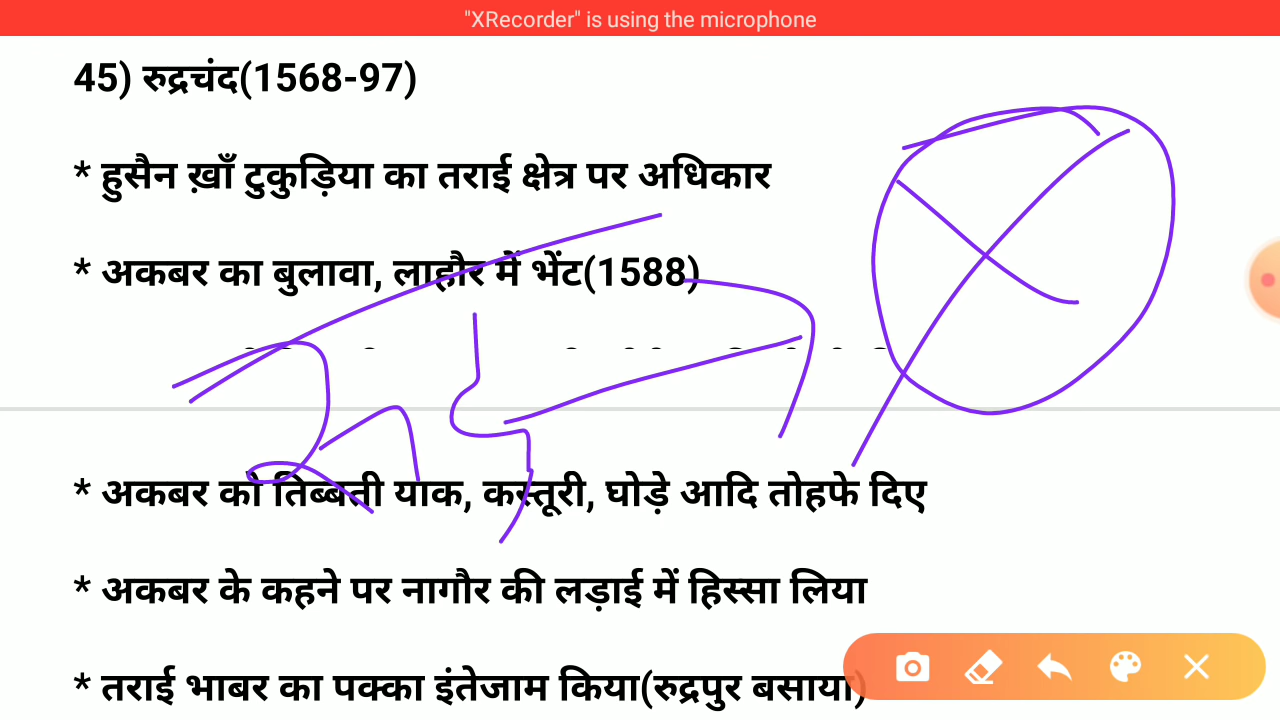 "XRecorder" is using the microphone
45) रुद्रचंद(1568-97)
* हुसैन ख़ाँ टुकुड़िया का तराई क्षेत्र पर अधिकार
* अकबर का बुलावा, लाहौर में भेंट(1588)
* अकबर को तिब्बती याक, कस्तूरी, घोड़े आदि तोहफे दिए
* अकबर के कहने पर नागौर की लड़ाई में हिस्सा लिया
* तराई भाबर का पक्का इंतेजाम किया(रुद्रपुर बसाया)